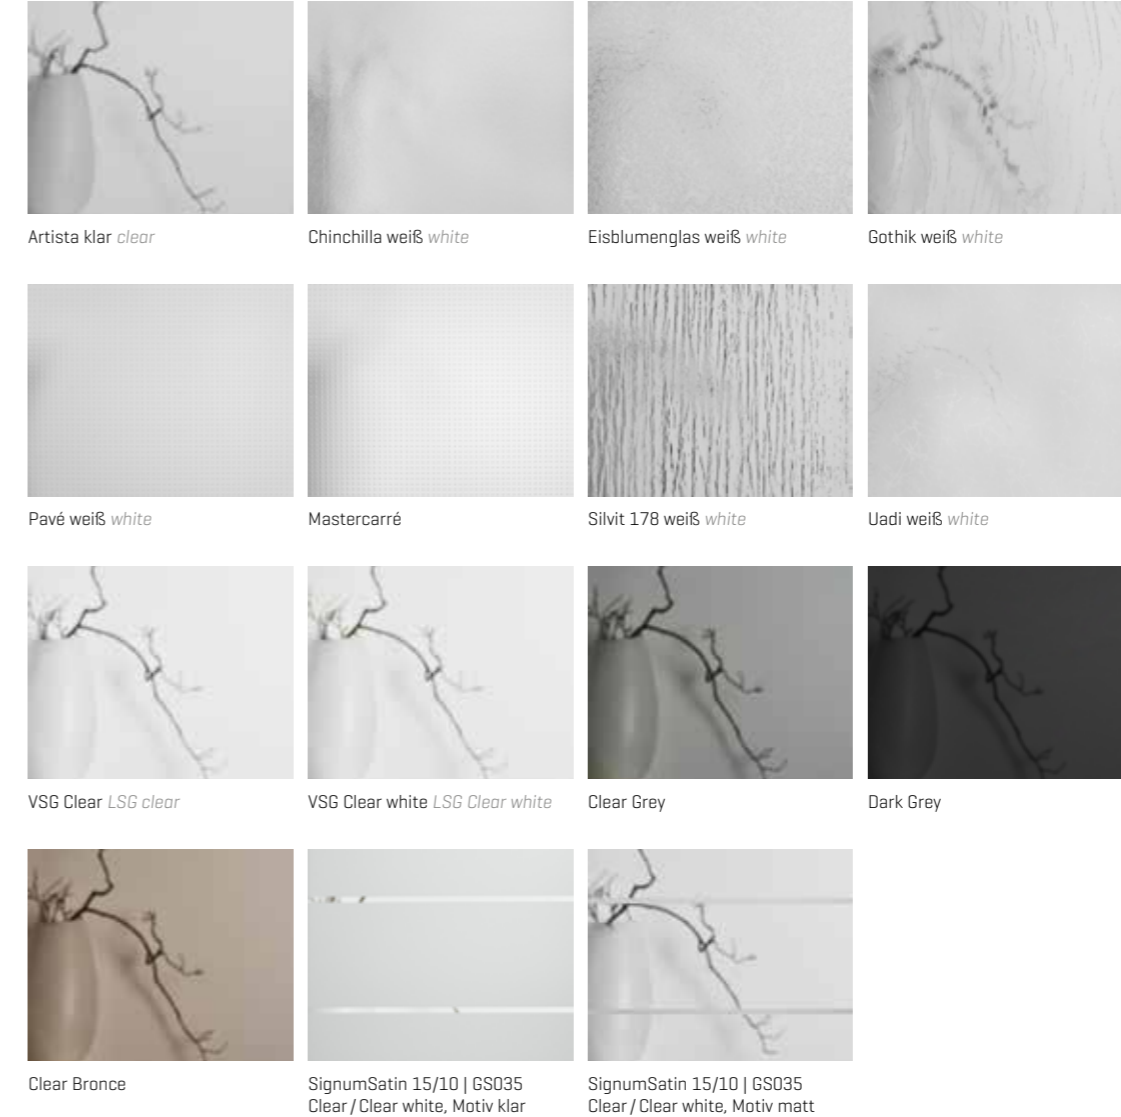 Artista klar clear
Chinchilla weiß white
Eisblumenglas weiß white
Gothik weiß white
Pavé weiß white
Mastercarré
Silvit 178 weiß white
Uadi weiß white
VSG Clear LSG clear
VSG Clear white LSG Clear white
Clear Grey
Dark Grey
Clear Bronce
SignumSatin 15/10 | GS035
Clear / Clear white, Motiv klar
SignumSatin 15/10 | GS035
Clear / Clear white, Motiv matt